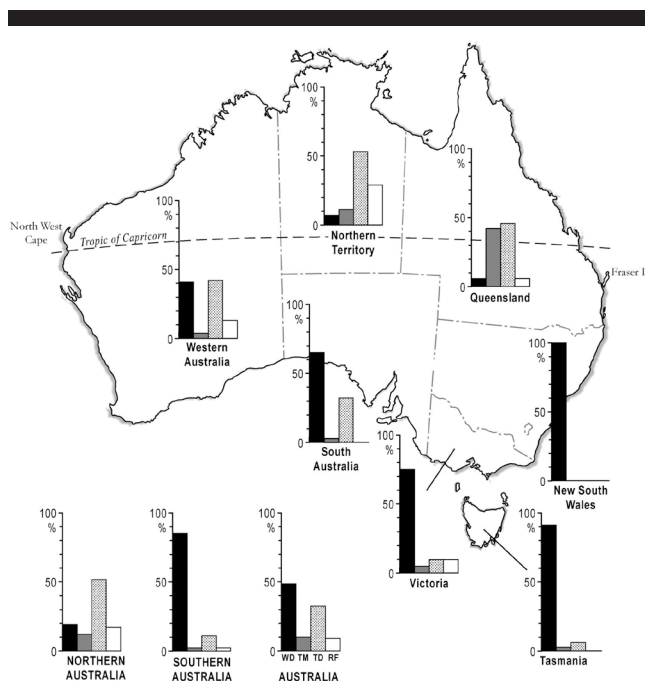 100
%
50
0
Northern
Territory
100
%
50
0
Queensland
North West
Cape
Tropic of Capricorn
Fraser I
100
%
50
0
Western
Australia
100
%
50
0
South
Australia
100
%
50
0
New South
Wales
100
%
50
0
Victoria
100
%
50
0
NORTHERN
AUSTRALIA
100
%
50
0
SOUTHERN
AUSTRALIA
100
%
50
0
WD TM TD RF
AUSTRALIA
100
%
50
0
Tasmania